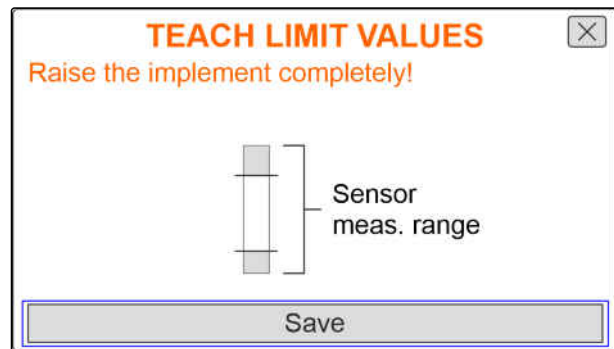 TEACH LIMIT VALUES
Raise the implement completely!
Sensor
meas. range
Save